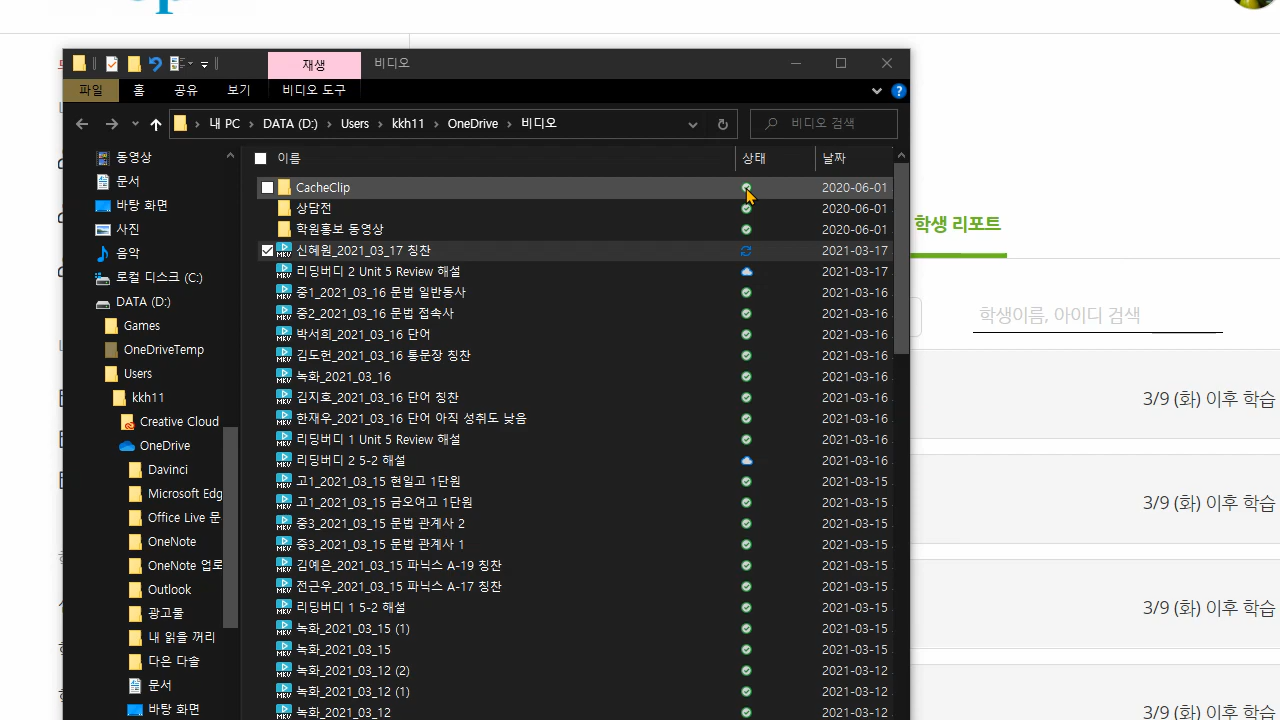 재생
비디오
파일
홈
공유
보기
비디오 도구
내 PC
DATA (D:)
Users
kkh11
OneDrive
비디오
비디오 검색
동영상
문서
바탕 화면
사진
음악
로컬 디스크 (C:)
DATA (D:)
Games
OneDriveTemp
Users
kkh11
Creative Cloud
OneDrive
Davinci
Microsoft Edg
Office Live 문
OneNote
OneNote 업로
Outlook
광고물
내 읽을 꺼리
다은 다솔
문서
바탕 화면
이름 상태 날짜
CacheClip 2020-06-01
상담전 2020-06-01
학원홍보 동영상 2020-06-01
신혜원_2021_03_17 칭찬 2021-03-17
리딩버디 2 Unit 5 Review 해설 2021-03-17
중1_2021_03_16 문법 일반동사 2021-03-16
중2_2021_03_16 문법 접속사 2021-03-16
박서희_2021_03_16 단어 2021-03-16
김도헌_2021_03_16 통문장 칭찬 2021-03-16
녹화_2021_03_16 2021-03-16
김지호_2021_03_16 단어 칭찬 2021-03-16
한재우_2021_03_16 단어 아직 성취도 낮음 2021-03-16
리딩버디 1 Unit 5 Review 해설 2021-03-16
리딩버디 2 5-2 해설 2021-03-16
고1_2021_03_15 현일고 1단원 2021-03-15
고1_2021_03_15 금오여고 1단원 2021-03-15
중3_2021_03_15 문법 관계사 2 2021-03-15
중3_2021_03_15 문법 관계사 1 2021-03-15
김예은_2021_03_15 파닉스 A-19 칭찬 2021-03-15
전근우_2021_03_15 파닉스 A-17 칭찬 2021-03-15
리딩버디 1 5-2 해설 2021-03-15
녹화_2021_03_15 (1) 2021-03-15
녹화_2021_03_15 2021-03-15
녹화_2021_03_12 (2) 2021-03-12
녹화_2021_03_12 (1) 2021-03-12
녹화_2021_03_12 2021-03-12
학생 리포트
학생이름, 아이디 검색
3/9 (화) 이후 학습
3/9 (화) 이후 학습
3/9 (화) 이후 학습
3/9 (화) 이후 학습